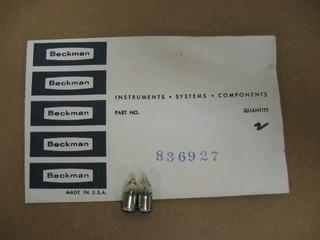 Beckman
Beckman
Beckman
Beckman
Beckman
MADE IN U.S.A.
INSTRUMENTS • SYSTEMS • COMPONENTS
PART NO.
QUANTITY
2
836927